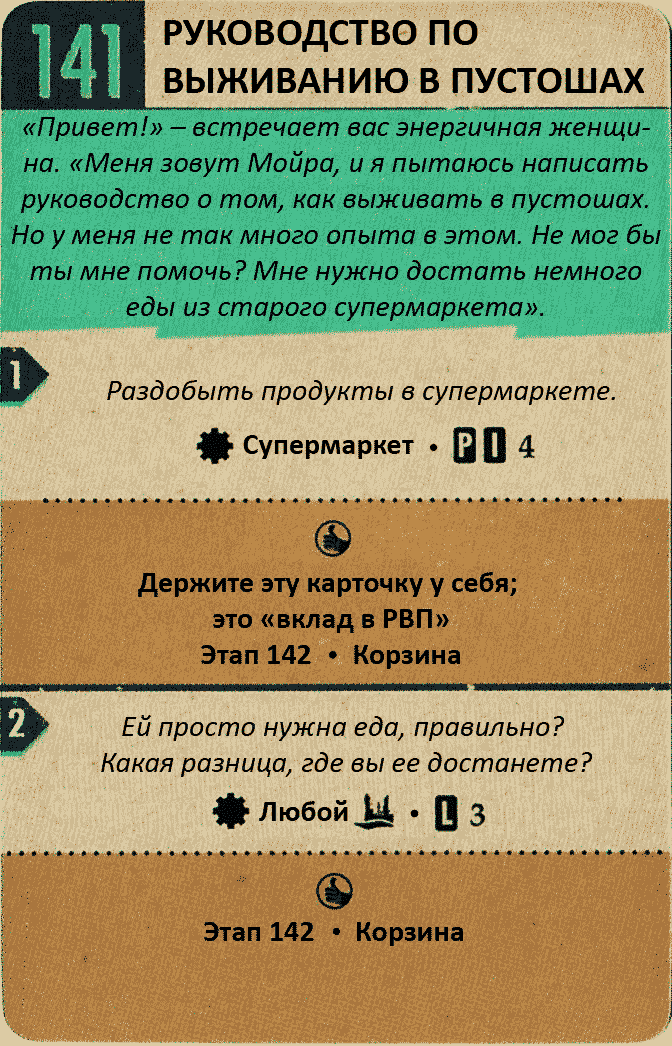 141
РУКОВОДСТВО ПО
ВЫЖИВАНИЮ В ПУСТОШАХ
«Привет!» – встречает вас энергичная женщи-
на. «Меня зовут Мойра, и я пытаюсь написать
руководство о том, как выживать в пустошах.
Но у меня не так много опыта в этом. Не мог бы
ты мне помочь? Мне нужно достать немного
еды из старого супермаркета».
1
Раздобыть продукты в супермаркете.
Супермаркет • P I 4
Держите эту карточку у себя;
это «вклад в РВП»
Этап 142 • Корзина
2
Ей просто нужна еда, правильно?
Какая разница, где вы ее достанете?
Любой • L 3
Этап 142 • Корзина